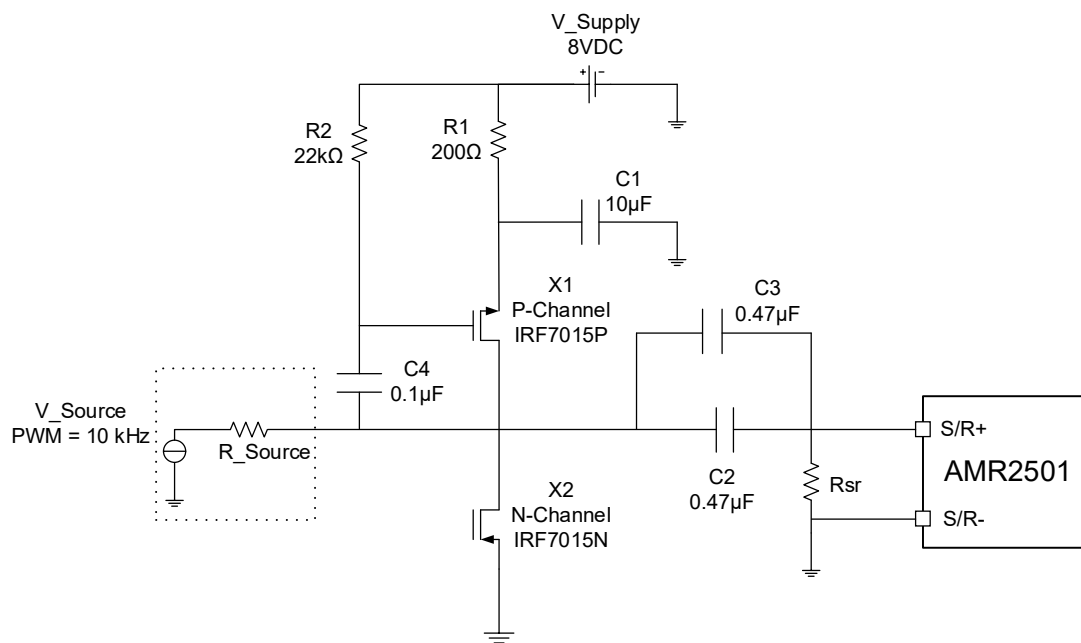 V_Supply
8VDC
+ −
R2
22kΩ
R1
200Ω
C1
10µF
X1
P-Channel
IRF7015P
C3
0.47µF
C4
0.1µF
V_Source
PWM = 10 kHz
R_Source
C2
0.47µF
Rsr
S/R+
AMR2501
S/R-
X2
N-Channel
IRF7015N